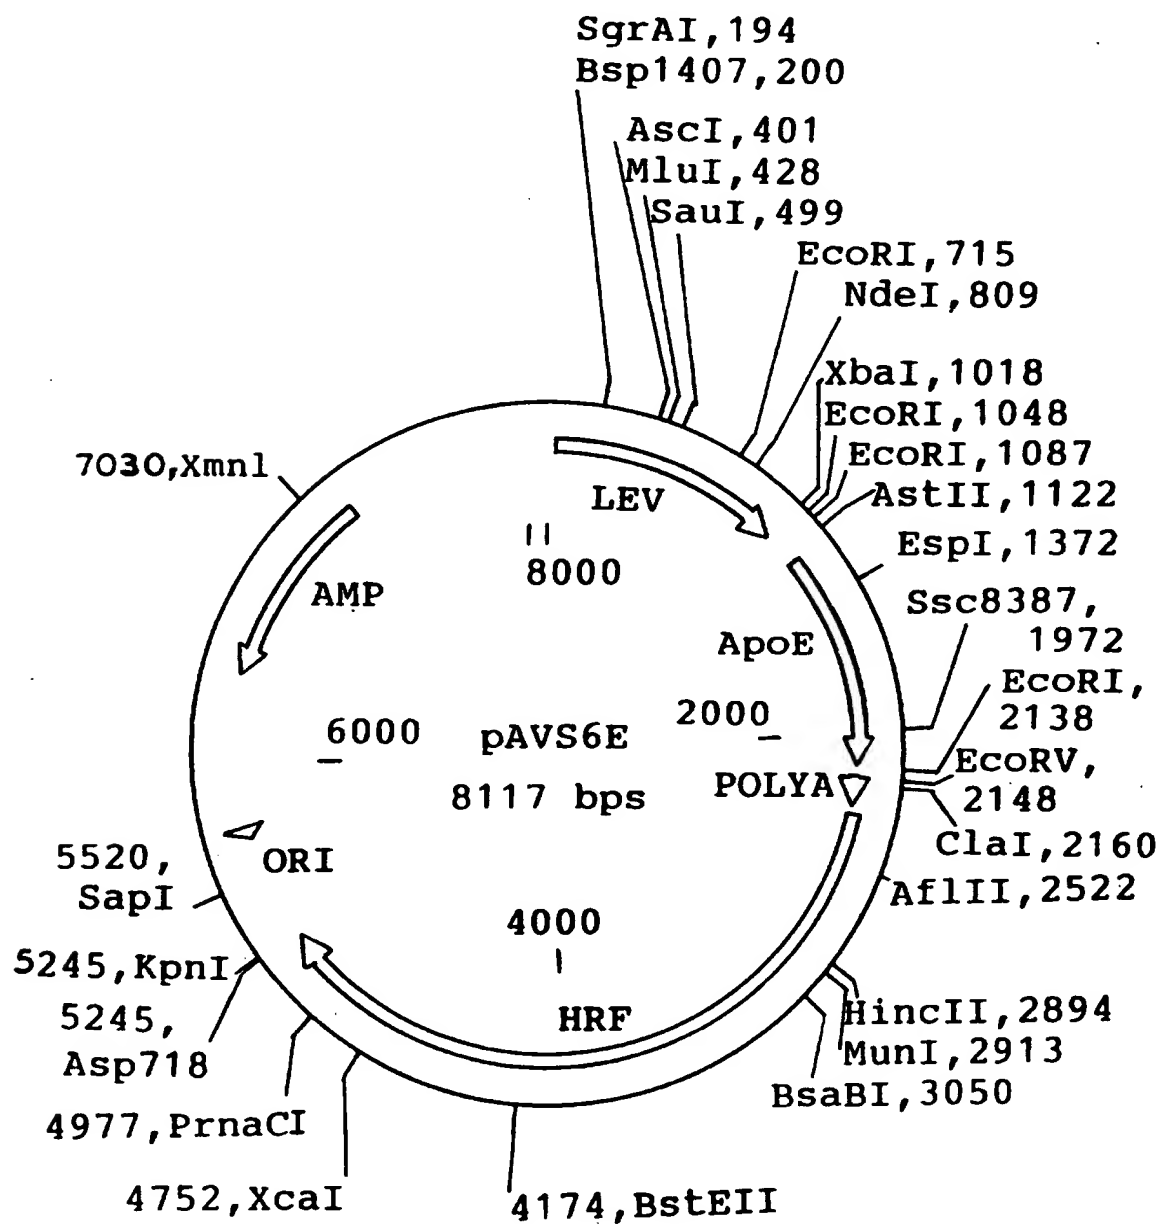 SgrAI,194
Bsp1407,200
AscI,401
MluI,428
SauI,499
EcoRI,715
NdeI,809
XbaI,1018
EcoRI,1048
EcoRI,1087
AstII,1122
EspI,1372
Ssc8387,
1972
EcoRI,
2138
EcoRV,
2148
ClaI,2160
AflII,2522
HincII,2894
MunI,2913
BsaBI,3050
4174,BstEII
4752,XcaI
4977,PrnaCI
5245,
Asp718
5245,KpnI
5520,
SapI
7030,Xmnl
LEV
8000
AMP
ApoE
2000
6000
pAVS6E
8117 bps
POLYA
ORI
4000
HRF